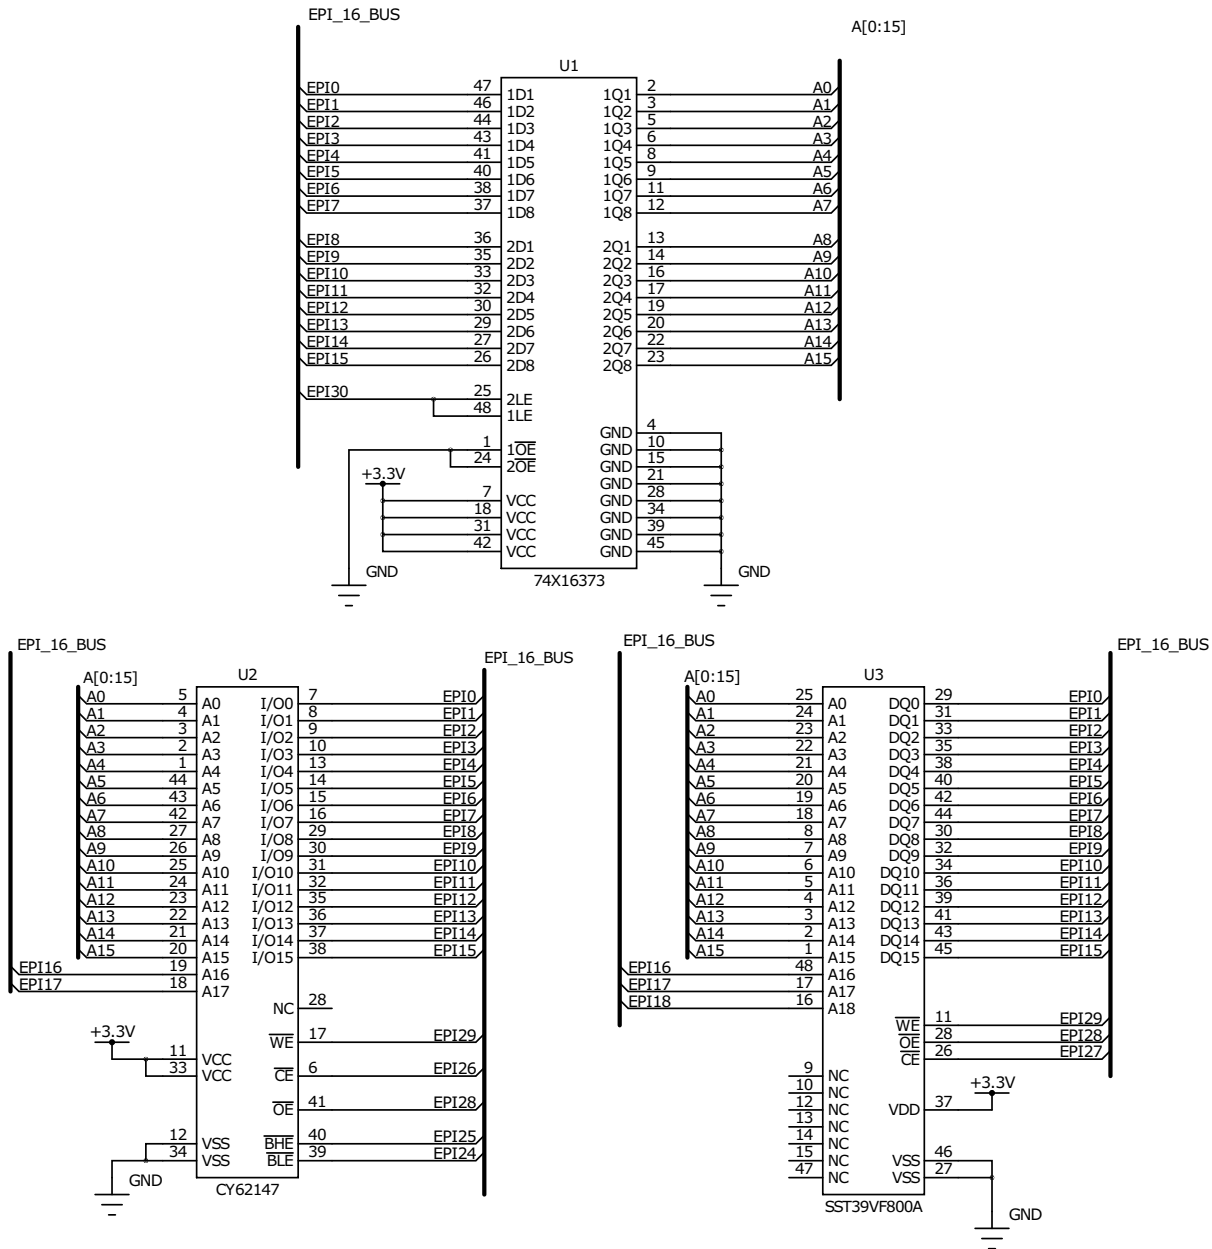 EPI_16_BUS
A[0:15]
U1
EPI0 47 1D1 1Q1 2 A0
EPI1 46 1D2 1Q2 3 A1
EPI2 44 1D3 1Q3 5 A2
EPI3 43 1D4 1Q4 6 A3
EPI4 41 1D5 1Q5 8 A4
EPI5 40 1D6 1Q6 9 A5
EPI6 38 1D7 1Q7 11 A6
EPI7 37 1D8 1Q8 12 A7
EPI8 36 2D1 2Q1 13 A8
EPI9 35 2D2 2Q2 14 A9
EPI10 33 2D3 2Q3 16 A10
EPI11 32 2D4 2Q4 17 A11
EPI12 30 2D5 2Q5 19 A12
EPI13 29 2D6 2Q6 20 A13
EPI14 27 2D7 2Q7 22 A14
EPI15 26 2D8 2Q8 23 A15
EPI30 25 2LE
48 1LE
GND 4
1 1OE GND 10
24 2OE GND 15
+3.3V GND 21
7 VCC GND 28
18 VCC GND 34
31 VCC GND 39
42 VCC GND 45
GND GND
74X16373
EPI_16_BUS
EPI_16_BUS
A[0:15] U2
A0 5 A0 I/O0 7 EPI0
A1 4 A1 I/O1 8 EPI1
A2 3 A2 I/O2 9 EPI2
A3 2 A3 I/O3 10 EPI3
A4 1 A4 I/O4 13 EPI4
A5 44 A5 I/O5 14 EPI5
A6 43 A6 I/O6 15 EPI6
A7 42 A7 I/O7 16 EPI7
A8 27 A8 I/O8 29 EPI8
A9 26 A9 I/O9 30 EPI9
A10 25 A10 I/O10 31 EPI10
A11 24 A11 I/O11 32 EPI11
A12 23 A12 I/O12 35 EPI12
A13 22 A13 I/O13 36 EPI13
A14 21 A14 I/O14 37 EPI14
A15 20 A15 I/O15 38 EPI15
EPI16 19 A16
EPI17 18 A17
NC 28
+3.3V WE 17 EPI29
11 VCC
33 VCC CE 6 EPI26
OE 41 EPI28
12 VSS BHE 40 EPI25
34 VSS BLE 39 EPI24
GND
CY62147
EPI_16_BUS
EPI_16_BUS
A[0:15] U3
A0 25 A0 DQ0 29 EPI0
A1 24 A1 DQ1 31 EPI1
A2 23 A2 DQ2 33 EPI2
A3 22 A3 DQ3 35 EPI3
A4 21 A4 DQ4 38 EPI4
A5 20 A5 DQ5 40 EPI5
A6 19 A6 DQ6 42 EPI6
A7 18 A7 DQ7 44 EPI7
A8 8 A8 DQ8 30 EPI8
A9 7 A9 DQ9 32 EPI9
A10 6 A10 DQ10 34 EPI10
A11 5 A11 DQ11 36 EPI11
A12 4 A12 DQ12 39 EPI12
A13 3 A13 DQ13 41 EPI13
A14 2 A14 DQ14 43 EPI14
A15 1 A15 DQ15 45 EPI15
EPI16 48 A16
EPI17 17 A17
EPI18 16 A18
WE 11 EPI29
OE 28 EPI28
CE 26 EPI27
9 NC
10 NC +3.3V
12 NC VDD 37
13 NC
14 NC
15 NC VSS 46
47 NC VSS 27
SST39VF800A
GND